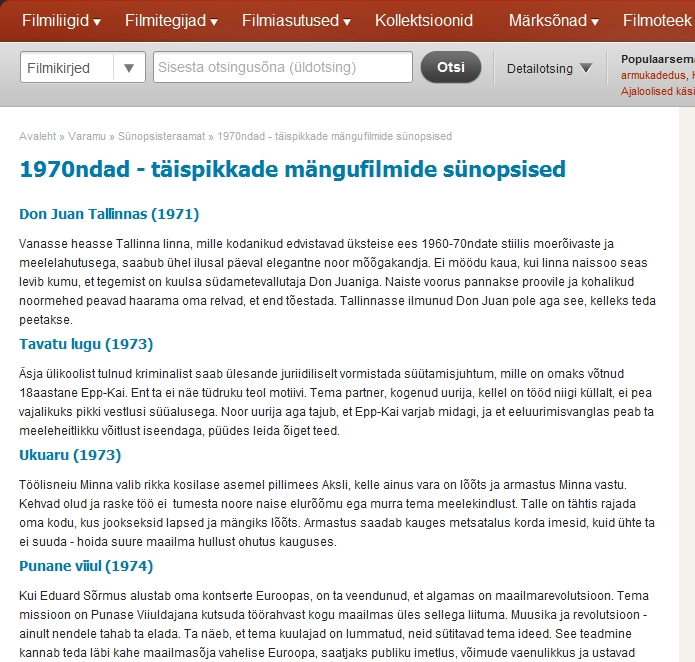 Filmiliigid Filmitegijad Filmiasutused Kollektsioonid Märksõnad Filmoteek
Filmikirjed Sisesta otsingusõna (üldotsing) Otsi Detailotsing
armukadedus,
Avaleht » Varamu » Sünopsisteraamat » 1970ndad - täispikkade mängufilmide sünopsised
1970ndad - täispikkade mängufilmide sünopsised
Don Juan Tallinnas (1971)
Vanasse heasse Tallinna linna, mille kodanikud edvistavad üksteise ees 1960-70ndate stiilis moerõivaste ja
meelelahutusega, saabub ühel ilusal päeval elegantne noor mõõgakandja. Ei möödu kaua, kui linna naissoo seas
levib kumu, et tegemist on kuulsa südametevallutaja Don Juaniga. Naiste voorus pannakse proovile ja kohalikud
noormehed peavad haarama oma relvad, et end tõestada. Tallinnasse ilmunud Don Juan pole aga see, kelleks teda
peetakse.
Tavatu lugu (1973)
Äsja ülikoolist tulnud kriminalist saab ülesande juriidiliselt vormistada süütamisjuhtum, mille on omaks võtnud
18aastane Epp-Kai. Ent ta ei näe tüdruku teol motiivi. Tema partner, kogenud uurija, kellel on tööd niigi küllalt, ei pea
vajalikuks pikki vestlusi süüalusega. Noor uurija aga tajub, et Epp-Kai varjab midagi, ja et eeluurimisvanglas peab ta
meeleheitlikku võitlust iseendaga, püüdes leida õiget teed.
Ukuaru (1973)
Töölisneiu Minna valib rikka kosilase asemel pillimees Aksli, kelle ainus vara on lõõts ja armastus Minna vastu.
Kehvad olud ja raske töö ei tumesta noore naise elurõõmu ega murra tema meelekindlust. Talle on tähtis rajada
oma kodu, kus jookseksid lapsed ja mängiks lõõts. Armastus saadab kauges metsatalus korda imesid, kuid ühte ta
ei suuda - hoida suure maailma hullust ohutus kauguses.
Punane viiul (1974)
Kui Eduard Sõrmus alustab oma kontserte Euroopas, on ta veendunud, et algamas on maailmarevolutsioon. Tema
missioon on Punase Viiuldajana kutsuda töörahvast kogu maailmas üles sellega liituma. Muusika ja revolutsioon -
ainult nendele tahab ta elada. Ta näeb, et tema kuulajad on lummatud, neid sütitavad tema ideed. See teadmine
kannab teda läbi kahe maailmasõja vahelise Euroopa, saatjaks publiku imetlus, võimude vaenulikkus ja ustavad